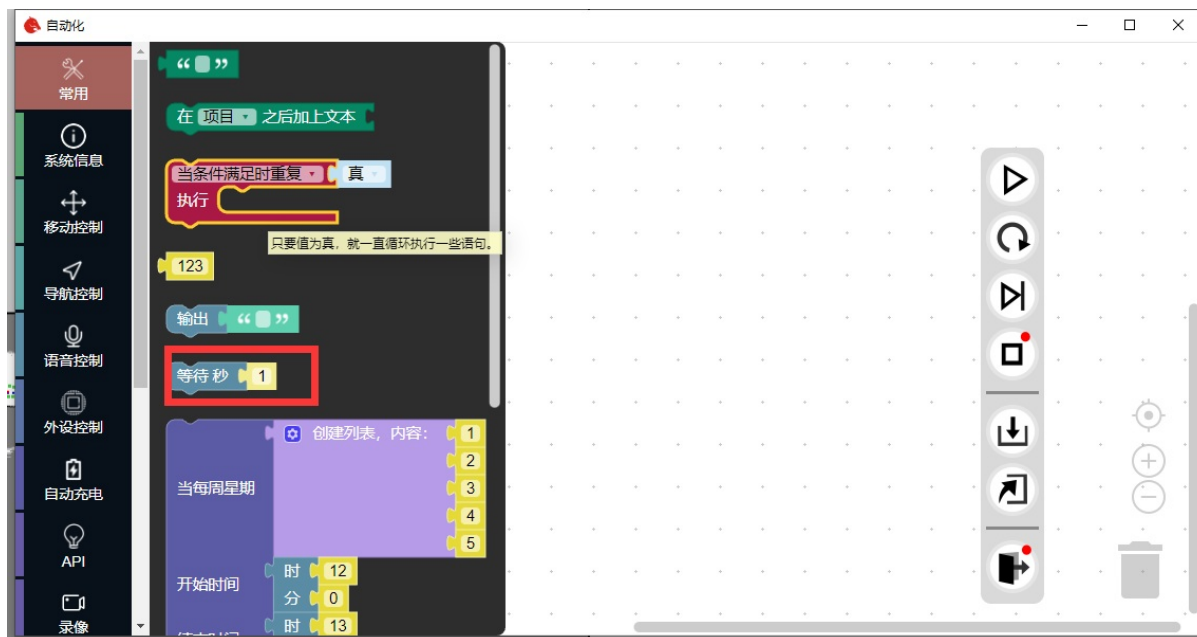 自动化
常用
系统信息
移动控制
导航控制
语音控制
外设控制
自动充电
API
录像
“ ”
在 项目 之后加上文本
当条件满足时重复 真
执行
只要值为真，就一直循环执行一些语句。
123
输出 “ ”
等待 秒 1
当每周星期 创建列表，内容： 1
2
3
4
5
开始时间 时 12
分 0
结束时间 时 13